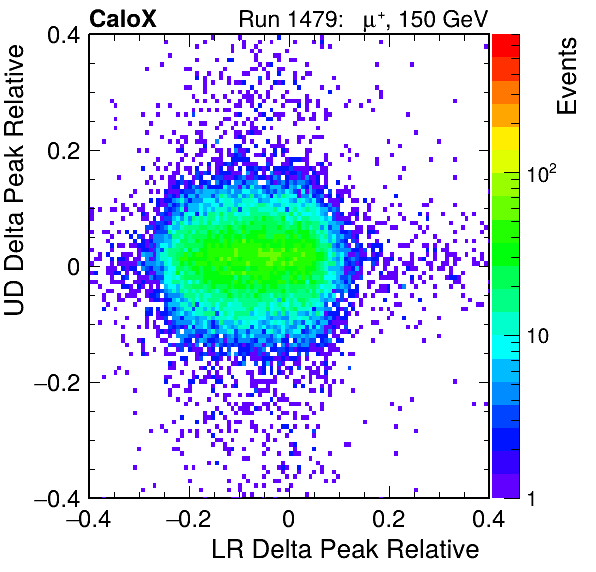 CaloX Run 1479: μ⁺, 150 GeV
UD Delta Peak Relative
0.4
0.2
0
−0.2
−0.4
−0.4 −0.2 0 0.2 0.4
LR Delta Peak Relative
Events
10²
10
1